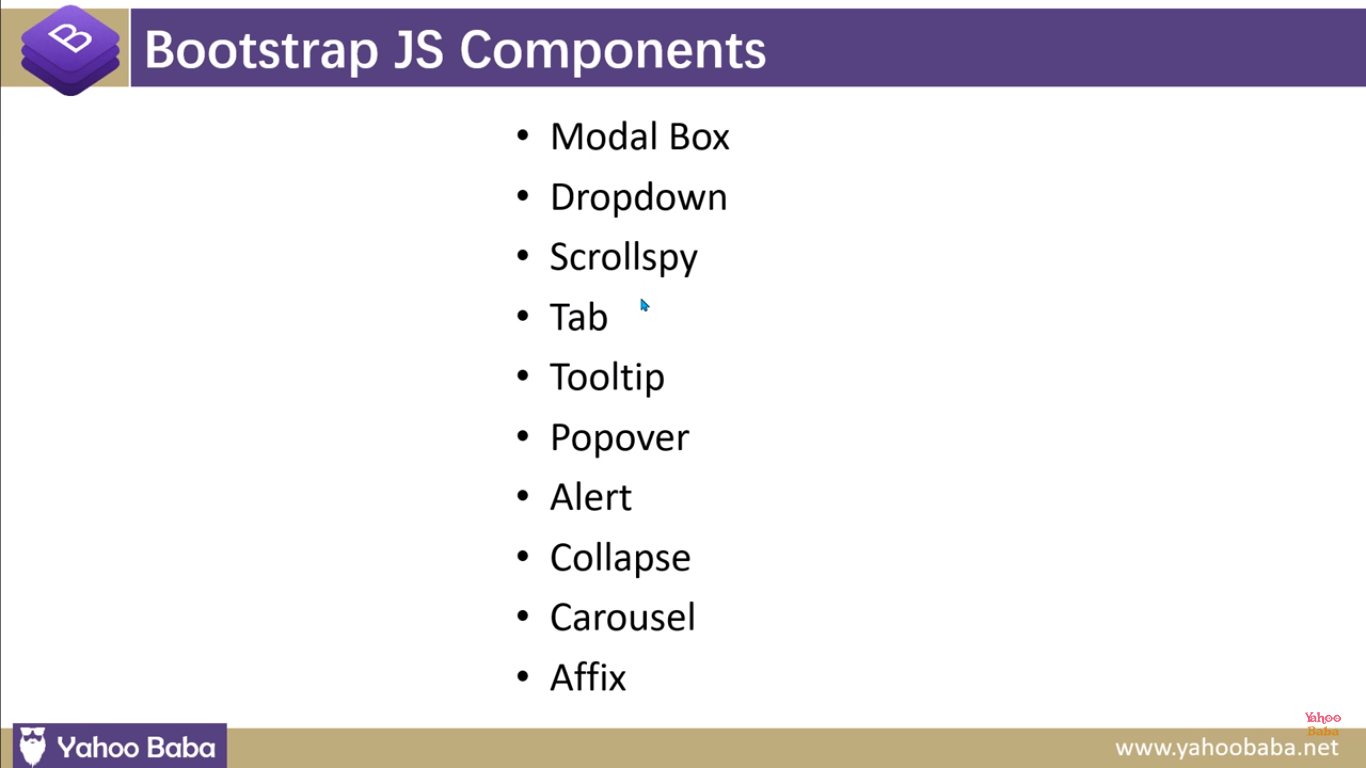 B
Bootstrap JS Components
• Modal Box
• Dropdown
• Scrollspy
• Tab
• Tooltip
• Popover
• Alert
• Collapse
• Carousel
• Affix
Yahoo
Baba
Yahoo Baba
www.yahoobaba.net